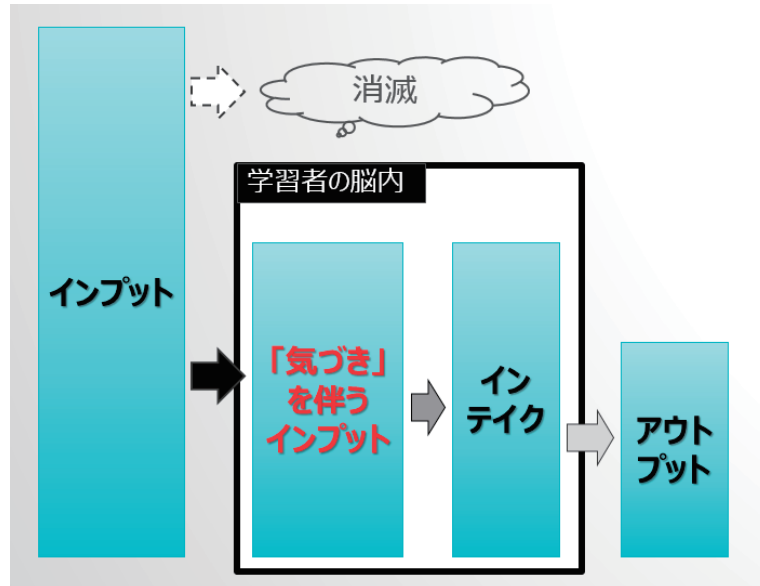 消滅
学習者の脳内
インプット
「気づき」
を伴う
インプット
イン
テイク
アウト
プット